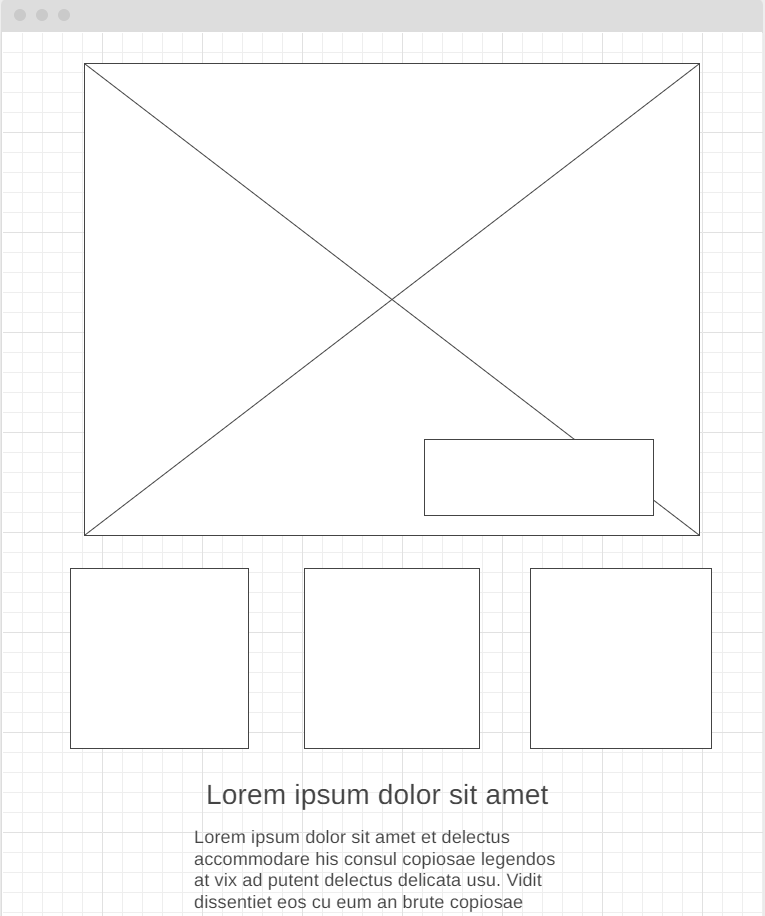 Lorem ipsum dolor sit amet
Lorem ipsum dolor sit amet et delectus
accommodare his consul copiosae legendos
at vix ad putent delectus delicata usu. Vidit
dissentiet eos cu eum an brute copiosae